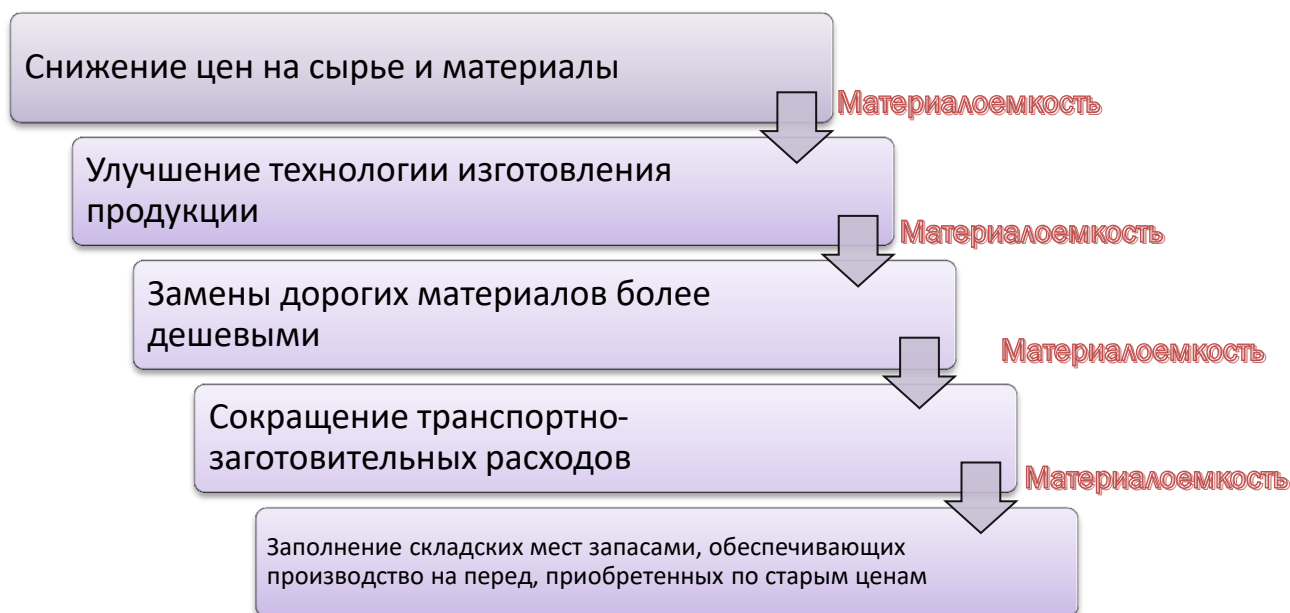 Снижение цен на сырье и материалы
Материалоемкость
Улучшение технологии изготовления
продукции
Материалоемкость
Замены дорогих материалов более
дешевыми
Материалоемкость
Сокращение транспортно-
заготовительных расходов
Материалоемкость
Заполнение складских мест запасами, обеспечивающих
производство на перед, приобретенных по старым ценам